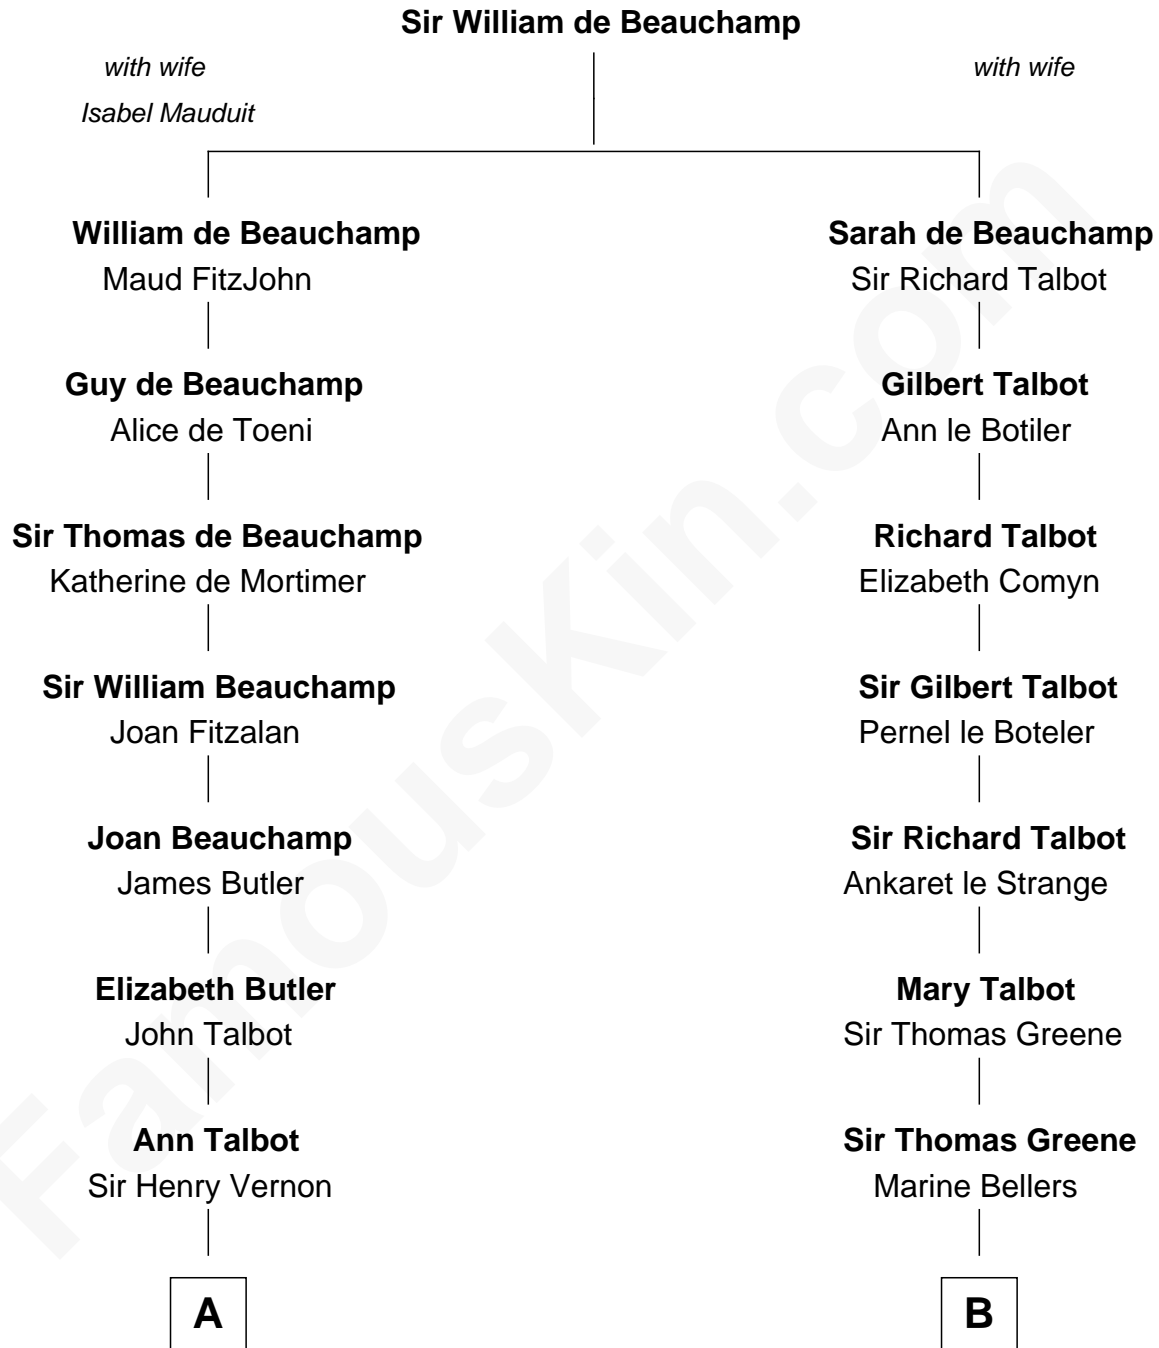 Sir William de Beauchamp
with wife
Isabel Mauduit
with wife
William de Beauchamp
Maud FitzJohn
Sarah de Beauchamp
Sir Richard Talbot
Guy de Beauchamp
Alice de Toeni
Gilbert Talbot
Ann le Botiler
Sir Thomas de Beauchamp
Katherine de Mortimer
Richard Talbot
Elizabeth Comyn
Sir William Beauchamp
Joan Fitzalan
Sir Gilbert Talbot
Pernel le Boteler
Joan Beauchamp
James Butler
Sir Richard Talbot
Ankaret le Strange
Elizabeth Butler
John Talbot
Mary Talbot
Sir Thomas Greene
Ann Talbot
Sir Henry Vernon
Sir Thomas Greene
Marine Bellers
A
B
FamousKin.com